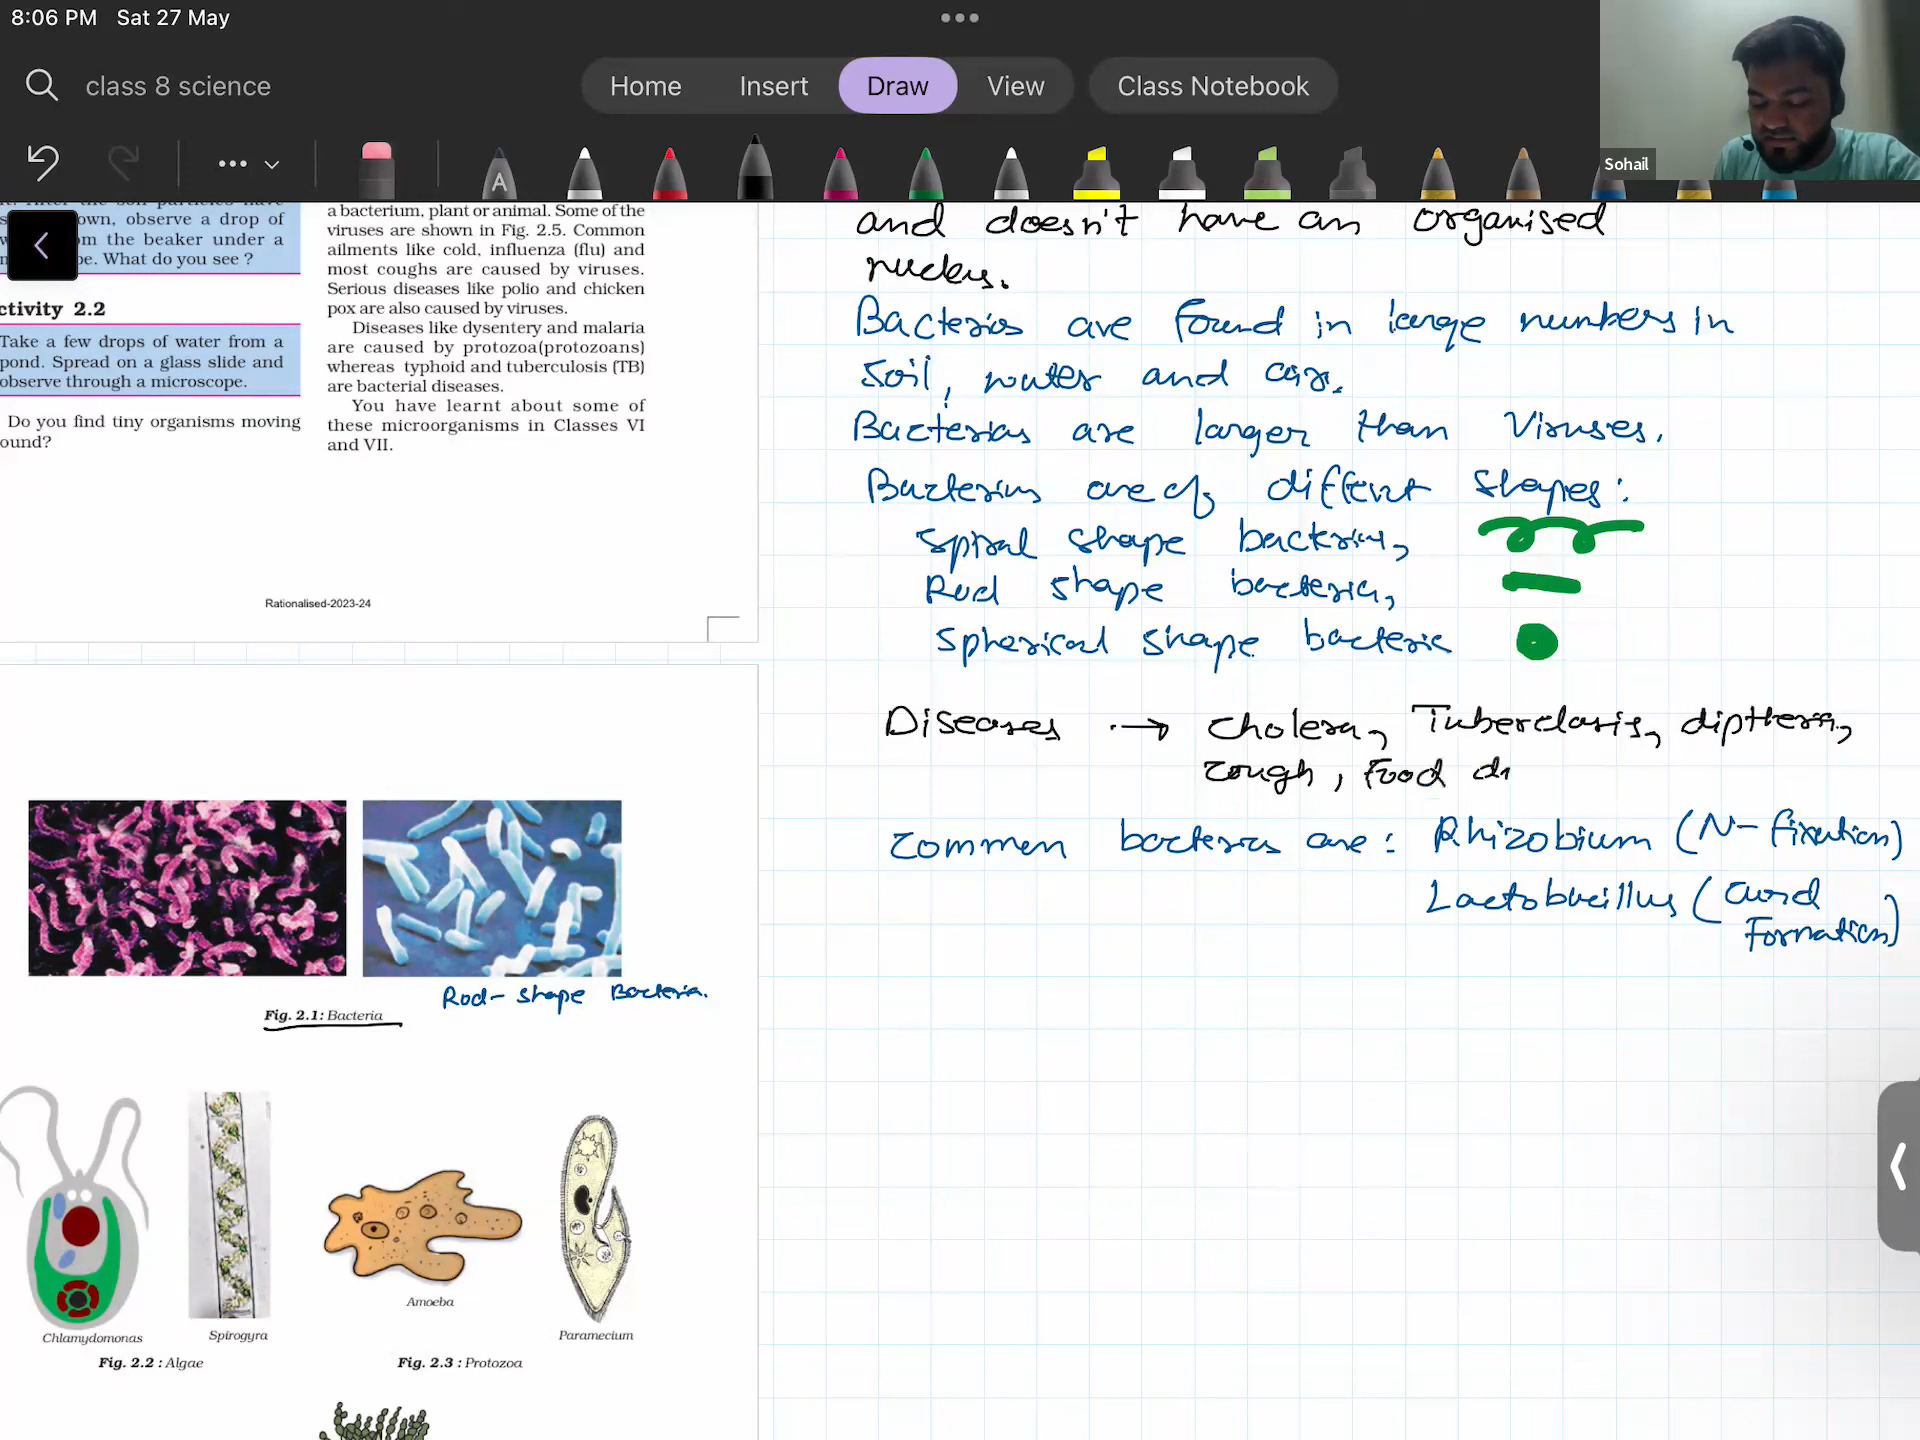 8:06 PM Sat 27 May
class 8 science
Home Insert Draw View Class Notebook
A
Sohail
own, observe a drop of
om the beaker under a
pe. What do you see ?
ctivity 2.2
Take a few drops of water from a
pond. Spread on a glass slide and
observe through a microscope.
Do you find tiny organisms moving
ound?
a bacterium, plant or animal. Some of the
viruses are shown in Fig. 2.5. Common
ailments like cold, influenza (flu) and
most coughs are caused by viruses.
Serious diseases like polio and chicken
pox are also caused by viruses.
Diseases like dysentery and malaria
are caused by protozoa(protozoans)
whereas typhoid and tuberculosis (TB)
are bacterial diseases.
You have learnt about some of
these microorganisms in Classes VI
and VII.
Rationalised-2023-24
Rod-shape Bacteria.
Fig. 2.1: Bacteria
Amoeba
Chlamydomonas
Spirogyra
Paramecium
Fig. 2.2 : Algae
Fig. 2.3 : Protozoa
and doesn't have an organised
Bacterias are found in large numbers in
Soil, water and air.
Bacterias are larger than Viruses.
Bacterias are of different shapes:
Spiral shape bacteria,
Rod shape bacteria,
Spherical shape bacteria
Diseases → Cholera,
Cough, Food
Common bacterias are: Rhizobium (N-fixation)
Lactobacillus (Curd
Formation)